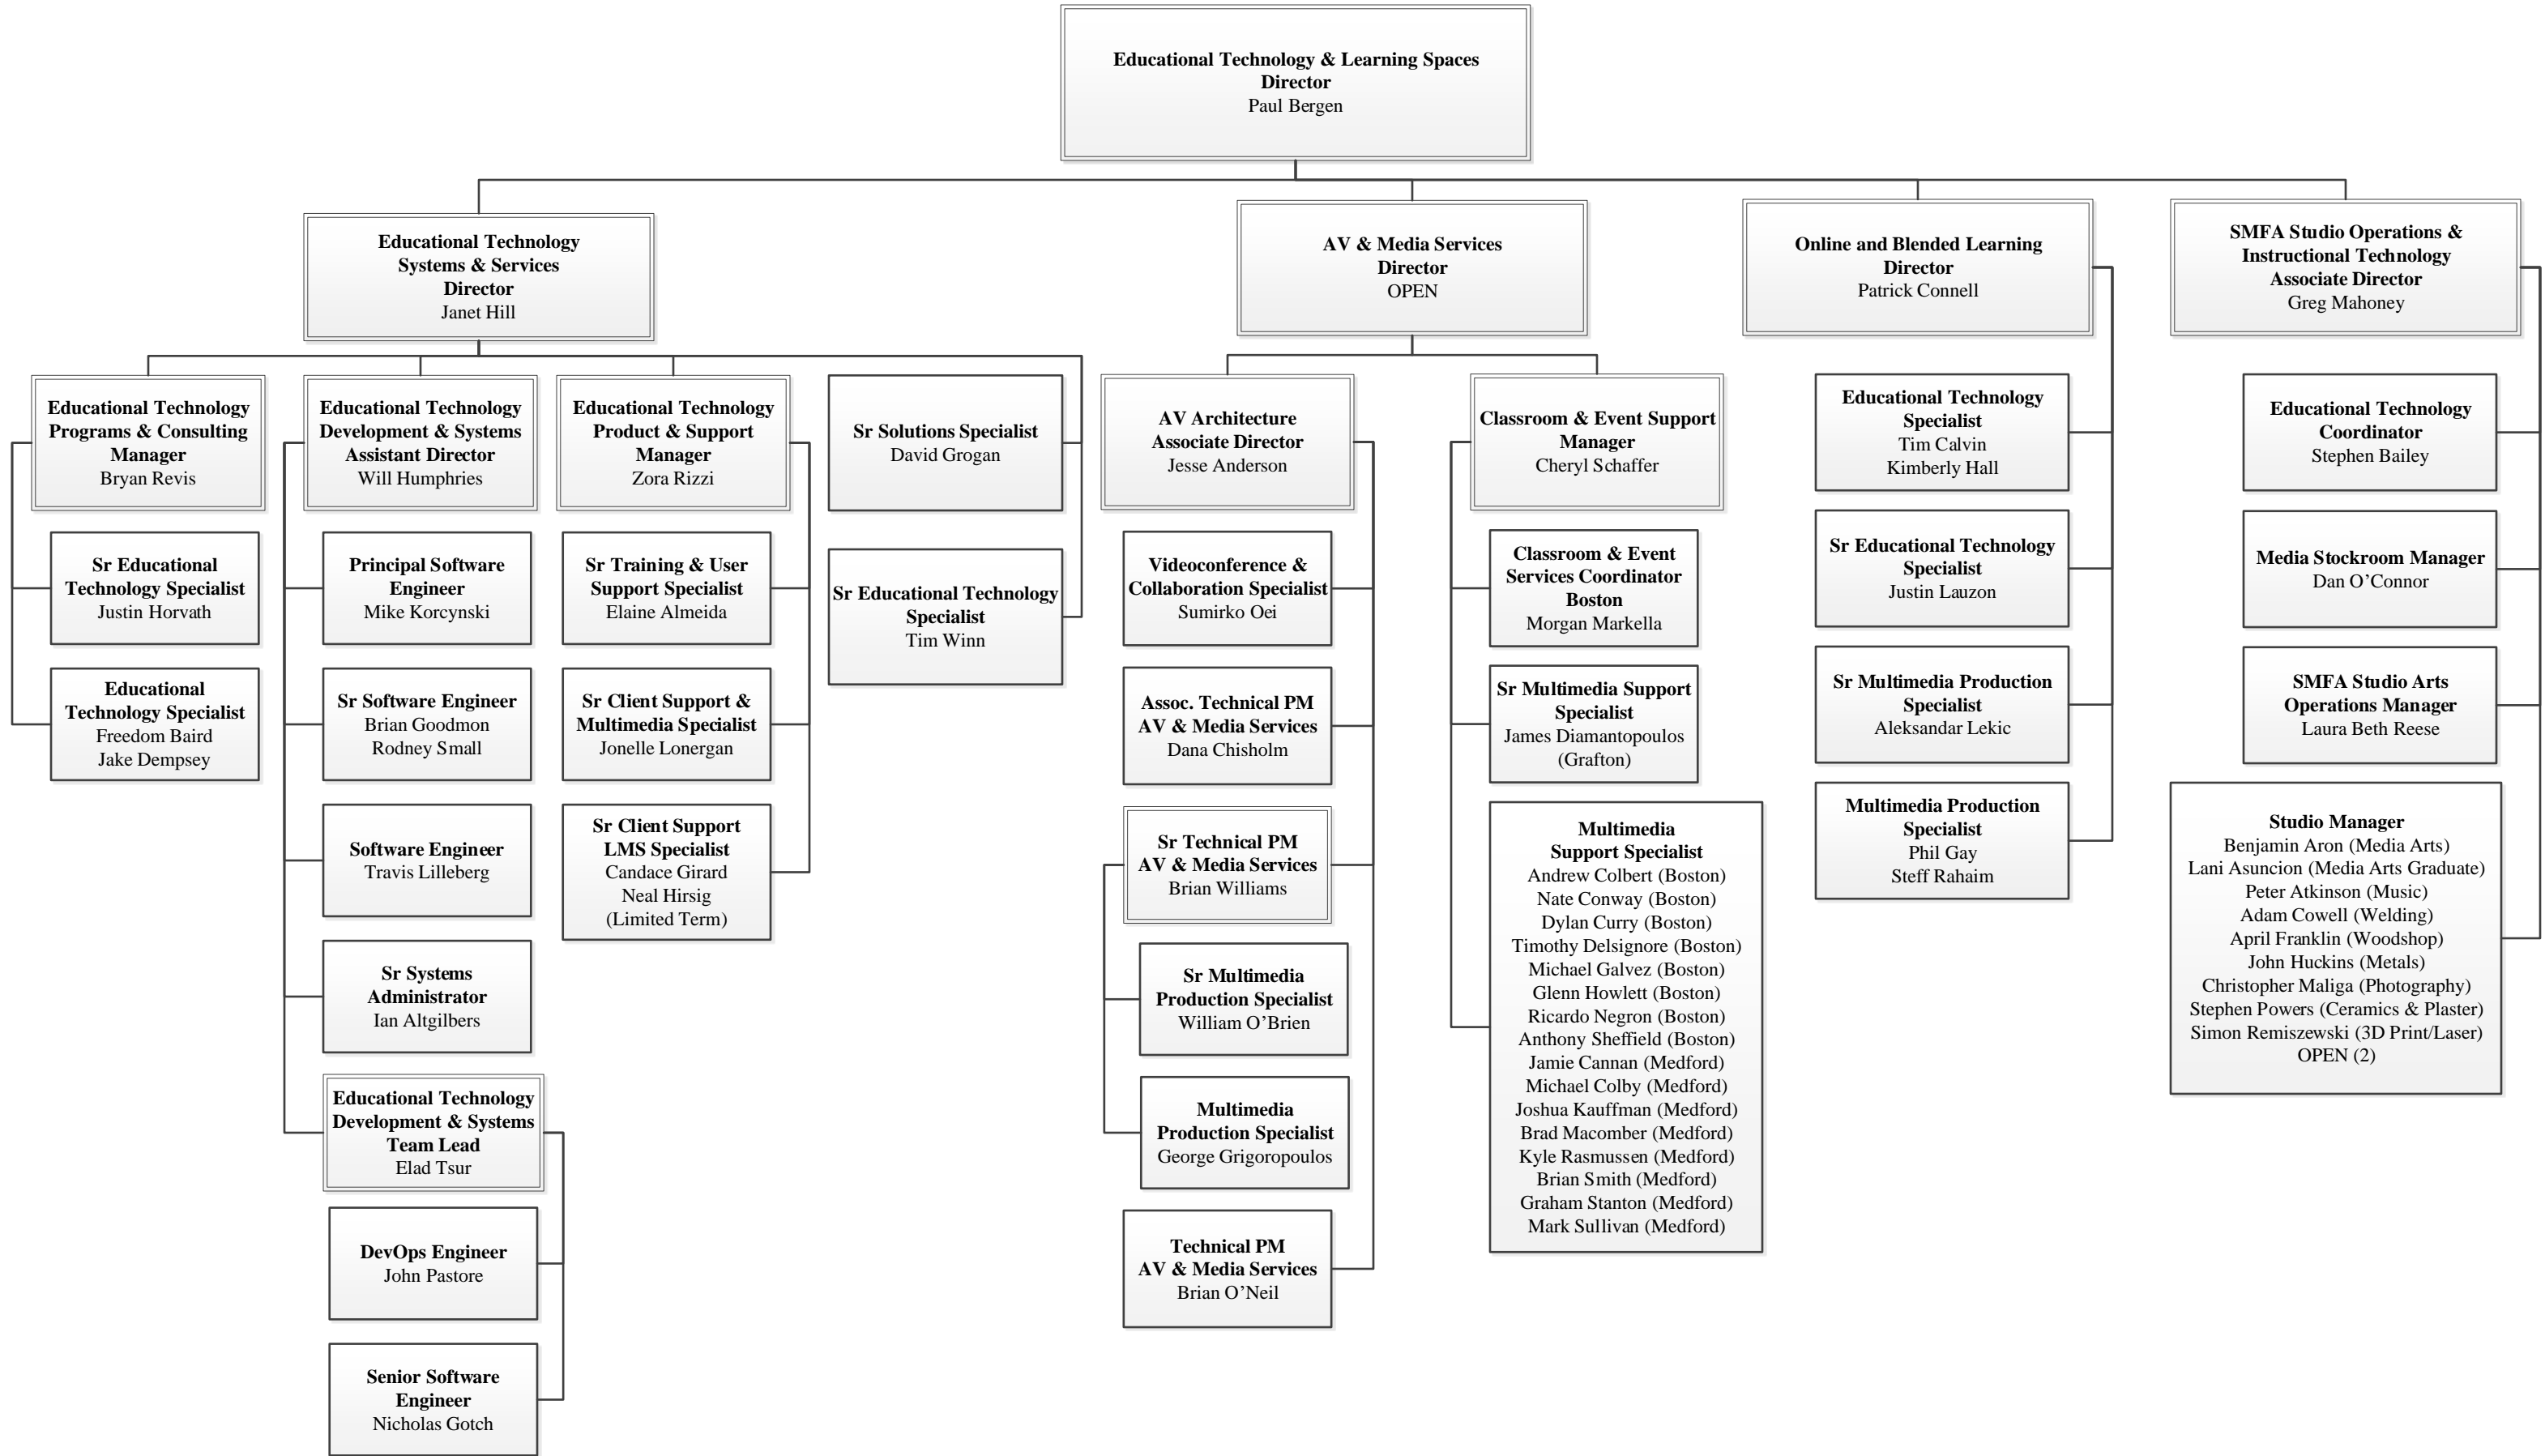 Educational Technology & Learning Spaces
Director
Paul Bergen
Educational Technology
Systems & Services
Director
Janet Hill
AV & Media Services
Director
OPEN
Online and Blended Learning
Director
Patrick Connell
SMFA Studio Operations &
Instructional Technology
Associate Director
Greg Mahoney
Educational Technology
Programs & Consulting
Manager
Bryan Revis
Sr Educational
Technology Specialist
Justin Horvath
Educational
Technology Specialist
Freedom Baird
Jake Dempsey
Educational Technology
Development & Systems
Assistant Director
Will Humphries
Principal Software
Engineer
Mike Korcynski
Sr Software Engineer
Brian Goodmon
Rodney Small
Software Engineer
Travis Lilleberg
Sr Systems
Administrator
Ian Altgilbers
Educational Technology
Development & Systems
Team Lead
Elad Tsur
DevOps Engineer
John Pastore
Senior Software
Engineer
Nicholas Gotch
Educational Technology
Product & Support
Manager
Zora Rizzi
Sr Training & User
Support Specialist
Elaine Almeida
Sr Client Support &
Multimedia Specialist
Jonelle Lonergan
Sr Client Support
LMS Specialist
Candace Girard
Neal Hirsig
(Limited Term)
Sr Solutions Specialist
David Grogan
Sr Educational Technology
Specialist
Tim Winn
AV Architecture
Associate Director
Jesse Anderson
Videoconference &
Collaboration Specialist
Sumirko Oei
Assoc. Technical PM
AV & Media Services
Dana Chisholm
Sr Technical PM
AV & Media Services
Brian Williams
Sr Multimedia
Production Specialist
William O’Brien
Multimedia
Production Specialist
George Grigoropoulos
Technical PM
AV & Media Services
Brian O’Neil
Classroom & Event Support
Manager
Cheryl Schaffer
Classroom & Event
Services Coordinator
Boston
Morgan Markella
Sr Multimedia Support
Specialist
James Diamantopoulos
(Grafton)
Multimedia
Support Specialist
Andrew Colbert (Boston)
Nate Conway (Boston)
Dylan Curry (Boston)
Timothy Delsignore (Boston)
Michael Galvez (Boston)
Glenn Howlett (Boston)
Ricardo Negron (Boston)
Anthony Sheffield (Boston)
Jamie Cannan (Medford)
Michael Colby (Medford)
Joshua Kauffman (Medford)
Brad Macomber (Medford)
Kyle Rasmussen (Medford)
Brian Smith (Medford)
Graham Stanton (Medford)
Mark Sullivan (Medford)
Educational Technology
Specialist
Tim Calvin
Kimberly Hall
Sr Educational Technology
Specialist
Justin Lauzon
Sr Multimedia Production
Specialist
Aleksandar Lekic
Multimedia Production
Specialist
Phil Gay
Steff Rahaim
Educational Technology
Coordinator
Stephen Bailey
Media Stockroom Manager
Dan O’Connor
SMFA Studio Arts
Operations Manager
Laura Beth Reese
Studio Manager
Benjamin Aron (Media Arts)
Lani Asuncion (Media Arts Graduate)
Peter Atkinson (Music)
Adam Cowell (Welding)
April Franklin (Woodshop)
John Huckins (Metals)
Christopher Maliga (Photography)
Stephen Powers (Ceramics & Plaster)
Simon Remiszewski (3D Print/Laser)
OPEN (2)